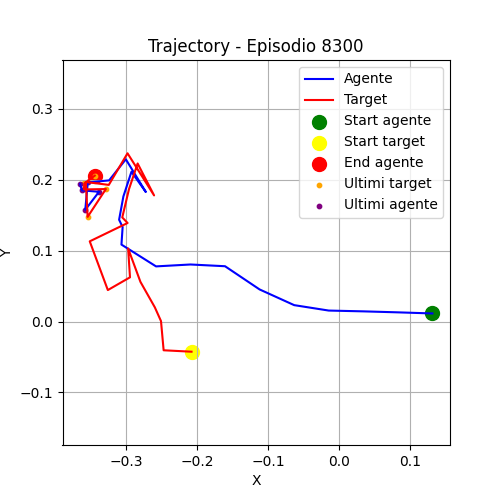 Trajectory - Episodio 8300
Agente
Target
Start agente
Start target
End agente
Ultimi target
Ultimi agente
Y
0.3
0.2
0.1
0.0
−0.1
−0.3
−0.2
−0.1
0.0
0.1
X